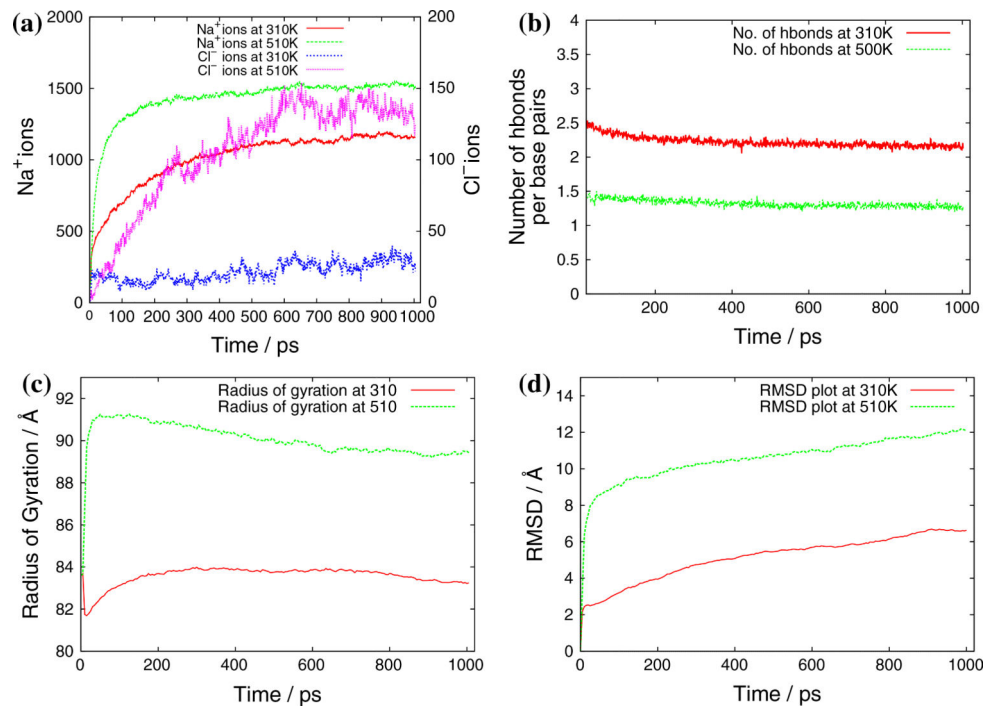 (a)
2000
1500
1000
500
0
Na+ions
200
150
100
50
0
Cl−ions
Na+ions at 310K
Na+ions at 510K
Cl− ions at 310K
Cl− ions at 510K
0 100 200 300 400 500 600 700 800 900 1000
Time / ps
(b)
4
3.5
3
2.5
2
1.5
1
0.5
0
Number of hbonds
per base pairs
No. of hbonds at 310K
No. of hbonds at 500K
200 400 600 800 1000
Time / ps
(c)
92
90
88
86
84
82
80
Radius of Gyration / Å
Radius of gyration at 310
Radius of gyration at 510
0 200 400 600 800 1000
Time / ps
(d)
14
12
10
8
6
4
2
0
RMSD / Å
RMSD plot at 310K
RMSD plot at 510K
0 200 400 600 800 1000
Time / ps